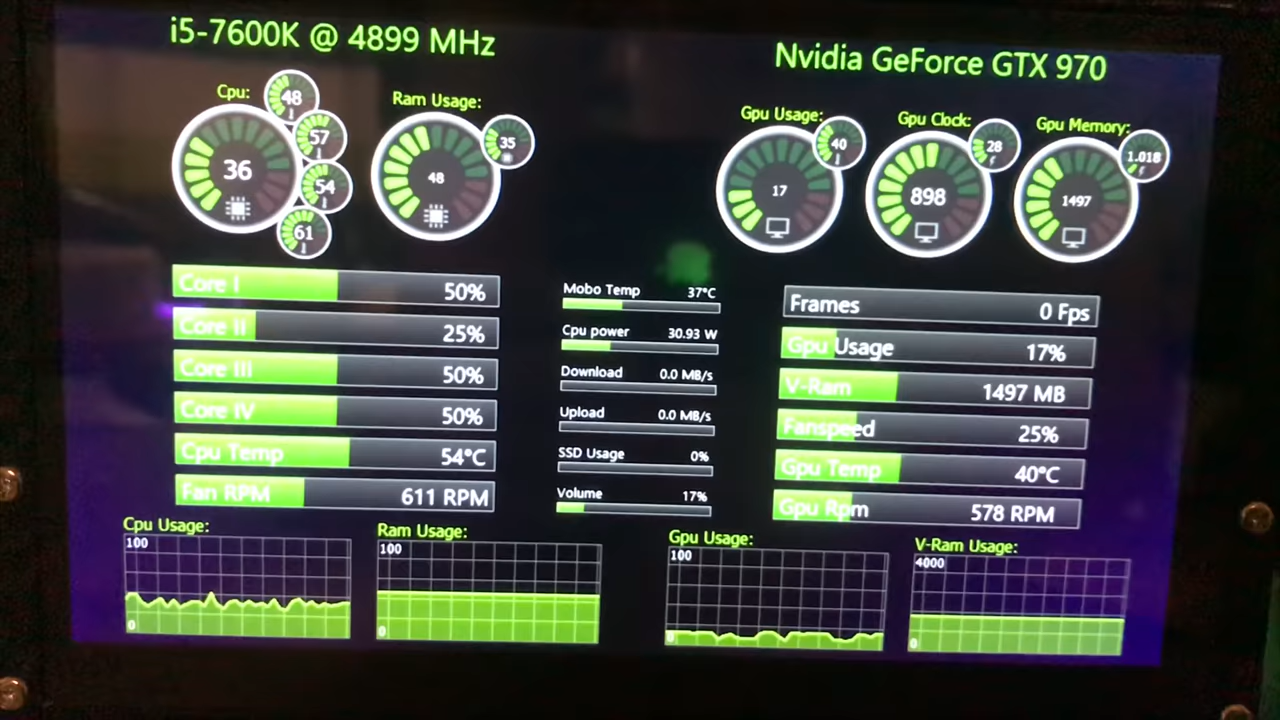 i5-7600K @ 4899 MHz
Nvidia GeForce GTX 970
Cpu:
48
57
54
61
36
Ram Usage:
35
48
Gpu Usage:
40
17
Gpu Clock:
28
898
Gpu Memory:
1.018
1497
Core I 50%
Core II 25%
Core III 50%
Core IV 50%
Cpu Temp 54°C
Fan RPM 611 RPM
Mobo Temp 37°C
Cpu power 30.93 W
Download 0.0 MB/s
Upload 0.0 MB/s
SSD Usage 0%
Volume 17%
Frames 0 Fps
Gpu Usage 17%
V-Ram 1497 MB
Fanspeed 25%
Gpu Temp 40°C
Gpu Rpm 578 RPM
Cpu Usage:
100
0
Ram Usage:
100
0
Gpu Usage:
100
0
V-Ram Usage:
4000
0